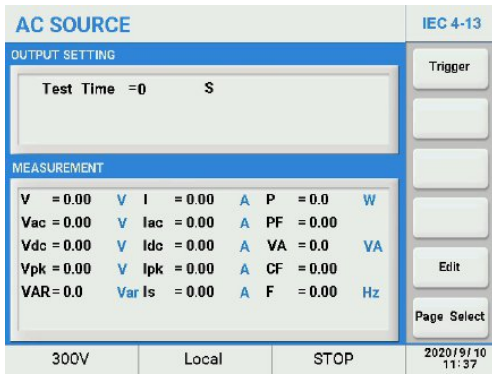 AC SOURCE
IEC 4-13
OUTPUT SETTING
Test Time =0 S
Trigger
MEASUREMENT
V = 0.00 V I = 0.00 A P = 0.0 W
Vac = 0.00 V Iac = 0.00 A PF = 0.00
Vdc = 0.00 V Idc = 0.00 A VA = 0.0 VA
Vpk = 0.00 V Ipk = 0.00 A CF = 0.00
VAR= 0.0 Var Is = 0.00 A F = 0.00 Hz
Edit
Page Select
300V Local STOP
2020/9/10
11:37